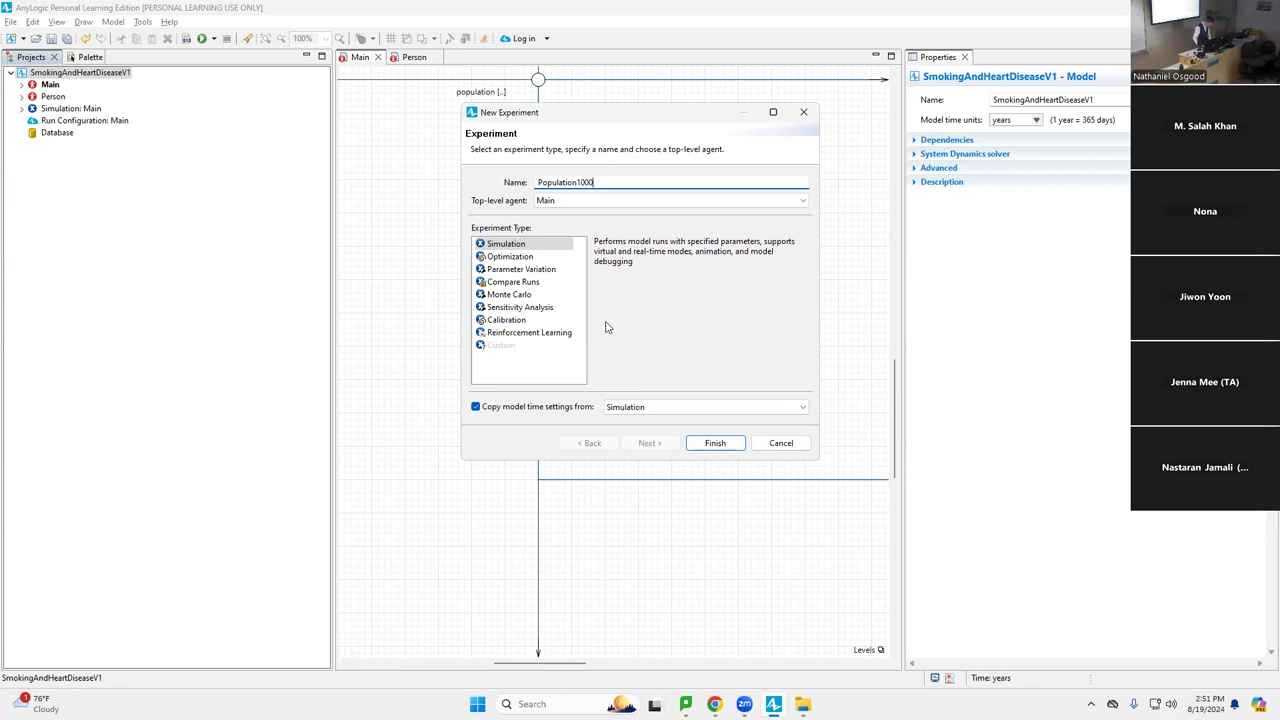 AnyLogic Personal Learning Edition (PERSONAL LEARNING USE ONLY)
File Edit View Draw Model Tools Help
100% Log in
Projects Palette Main Person Properties
SmokingAndHeartDiseaseV1
Main
Person
Simulation: Main
Run Configuration: Main
Database
population [..]
New Experiment
Experiment
Select an experiment type, specify a name and choose a top-level agent.
Name: Population1000
Top-level agent: Main
Experiment Type:
Simulation
Optimization
Parameter Variation
Compare Runs
Monte Carlo
Sensitivity Analysis
Calibration
Reinforcement Learning
Custom
Performs model runs with specified parameters, supports
virtual and real-time modes, animation, and model
debugging
Copy model time settings from: Simulation
< Back Next > Finish Cancel
Levels
SmokingAndHeartDiseaseV1 - Model
Name: SmokingAndHeartDiseaseV1
Model time units: years (1 year = 365 days)
Dependencies
System Dynamics solver
Advanced
Description
Nathaniel Osgood
M. Salah Khan
Nona
Jiwon Yoon
Jenna Mee (TA)
Nastaran Jamali (...
SmokingAndHeartDiseaseV1
Time: years
1
76°F
Cloudy
Search
2:51 PM
8/19/2024